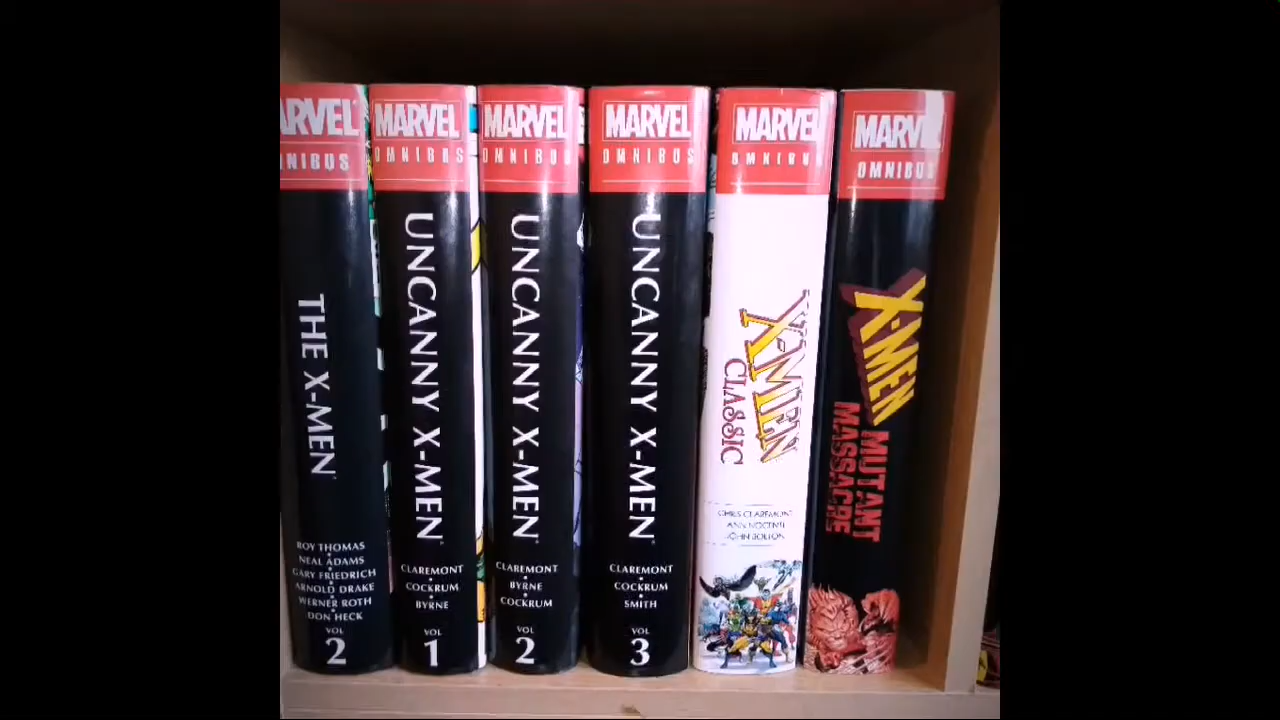 MARVEL
OMNIBUS
THE X-MEN
ROY THOMAS
NEAL ADAMS
GARY FRIEDRICH
ARNOLD DRAKE
WERNER ROTH
DON HECK
VOL
2
MARVEL
OMNIBUS
UNCANNY X-MEN
CLAREMONT
COCKRUM
BYRNE
VOL
1
MARVEL
OMNIBUS
UNCANNY X-MEN
CLAREMONT
BYRNE
COCKRUM
VOL
2
MARVEL
OMNIBUS
UNCANNY X-MEN
CLAREMONT
COCKRUM
SMITH
VOL
3
MARVEL
OMNIBUS
X-MEN
CLASSIC
CHRIS CLAREMONT
ANN NOCENTI
JOHN BOLTON
MARVEL
OMNIBUS
X-MEN
MUTANT
MASSACRE